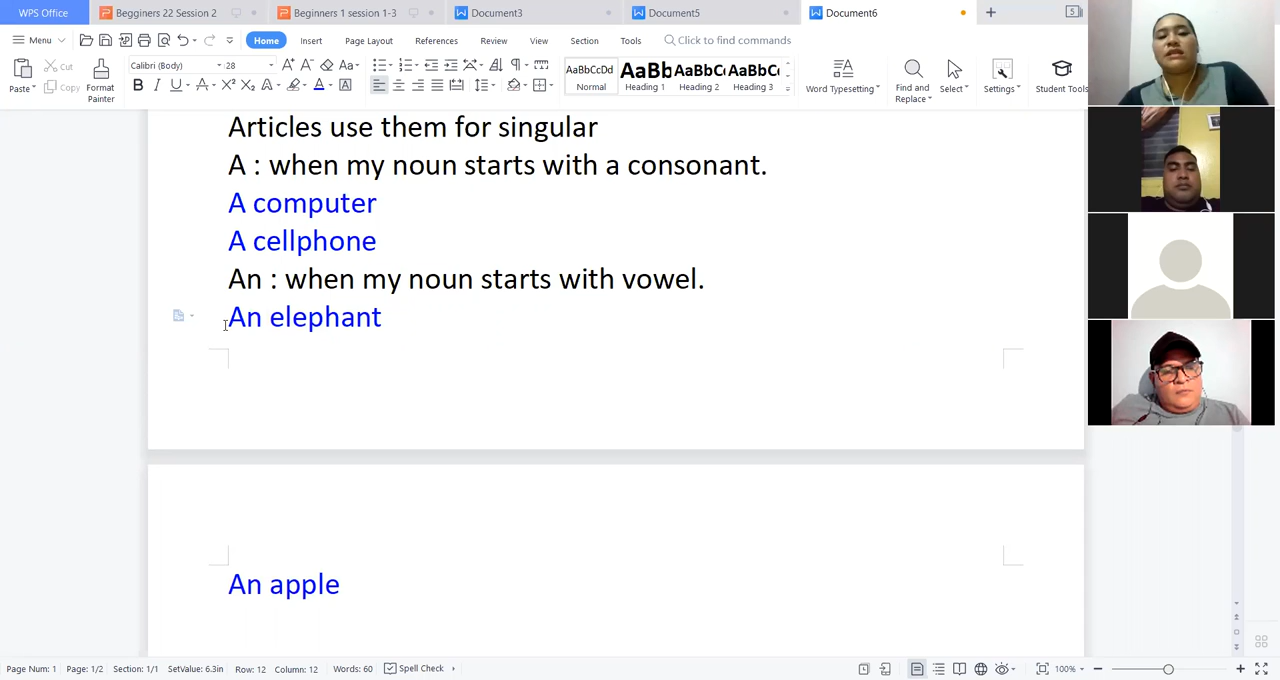 WPS Office
Begginers 22 Session 2
Beginners 1 session 1-3
Document3
Document5
Document6
5
Menu
Home
Insert
Page Layout
References
Review
View
Section
Tools
Click to find commands
Paste
Cut
Copy
Format Painter
Calibri (Body)
28
AaBbCcDd
Normal
AaBb
Heading 1
AaBbC
Heading 2
AaBbC
Heading 3
Word Typesetting
Find and Replace
Select
Settings
Student Tools
Articles use them for singular
A : when my noun starts with a consonant.
A computer
A cellphone
An : when my noun starts with vowel.
An elephant
An apple
Page Num: 1
Page: 1/2
Section: 1/1
SetValue: 6.3in
Row: 12
Column: 12
Words: 60
Spell Check
100%